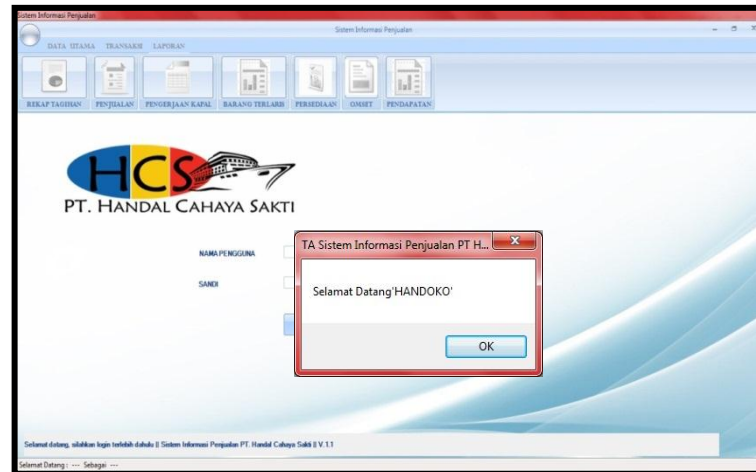 Sistem Informasi Penjualan
Sistem Informasi Penjualan
DATA UTAMA TRANSAKSI LAPORAN
REKAP TAGIHAN PENJUALAN PENGERJAAN KAPAL BARANG TERLARIS PERSEDIAAN OMSET PENDAPATAN
HCS
PT. HANDAL CAHAYA SAKTI
TA Sistem Informasi Penjualan PT H...
NAMA PENGGUNA
SANDI
Selamat Datang'HANDOKO'
OK
Selamat datang, silahkan login terlebih dahulu || Sistem Informasi Penjualan PT. Handal Cahaya Sakti || V.1.1
Selamat Datang : --- Sebagai ---